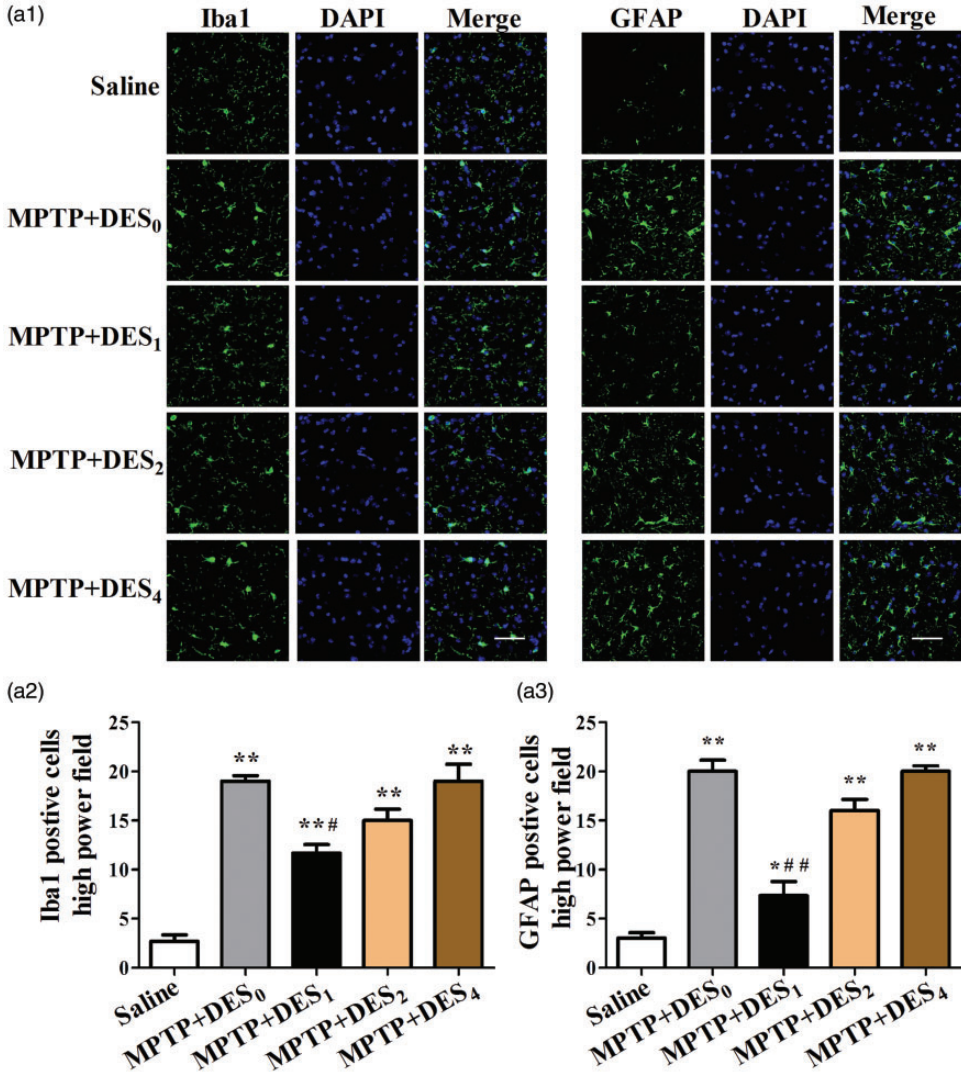 (a1)
Iba1 DAPI Merge GFAP DAPI Merge
Saline
MPTP+DES₀
MPTP+DES₁
MPTP+DES₂
MPTP+DES₄
(a2)
Iba1 postive cells
high power field
25
20
15
10
5
0
**
**#
**
**
Saline
MPTP+DES₀
MPTP+DES₁
MPTP+DES₂
MPTP+DES₄
(a3)
GFAP postive cells
high power field
25
20
15
10
5
0
**
*##
**
**
Saline
MPTP+DES₀
MPTP+DES₁
MPTP+DES₂
MPTP+DES₄